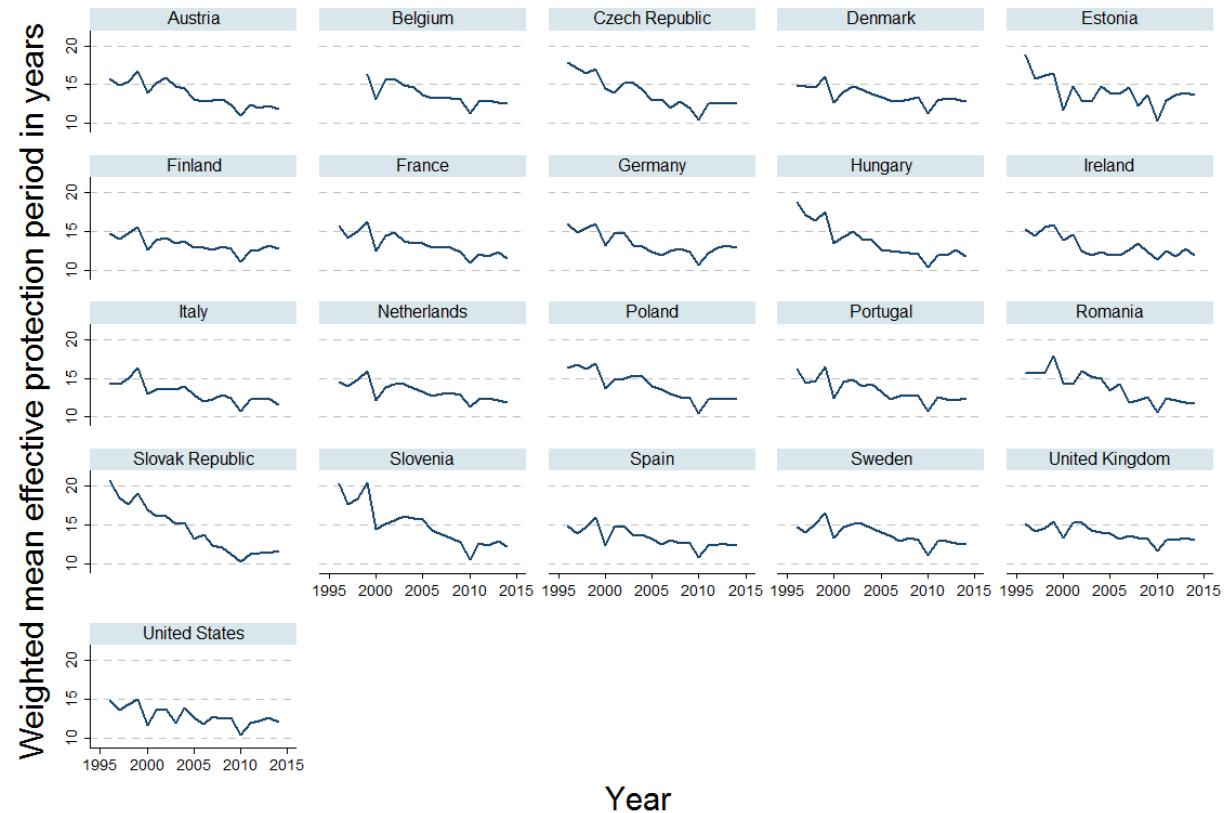 Weighted mean effective protection period in years
Austria
Belgium
Czech Republic
Denmark
Estonia
20
15
10
Finland
France
Germany
Hungary
Ireland
20
15
10
Italy
Netherlands
Poland
Portugal
Romania
20
15
10
Slovak Republic
Slovenia
Spain
Sweden
United Kingdom
20
15
10
1995 2000 2005 2010 2015
1995 2000 2005 2010 2015
1995 2000 2005 2010 2015
1995 2000 2005 2010 2015
United States
20
15
10
1995 2000 2005 2010 2015
Year